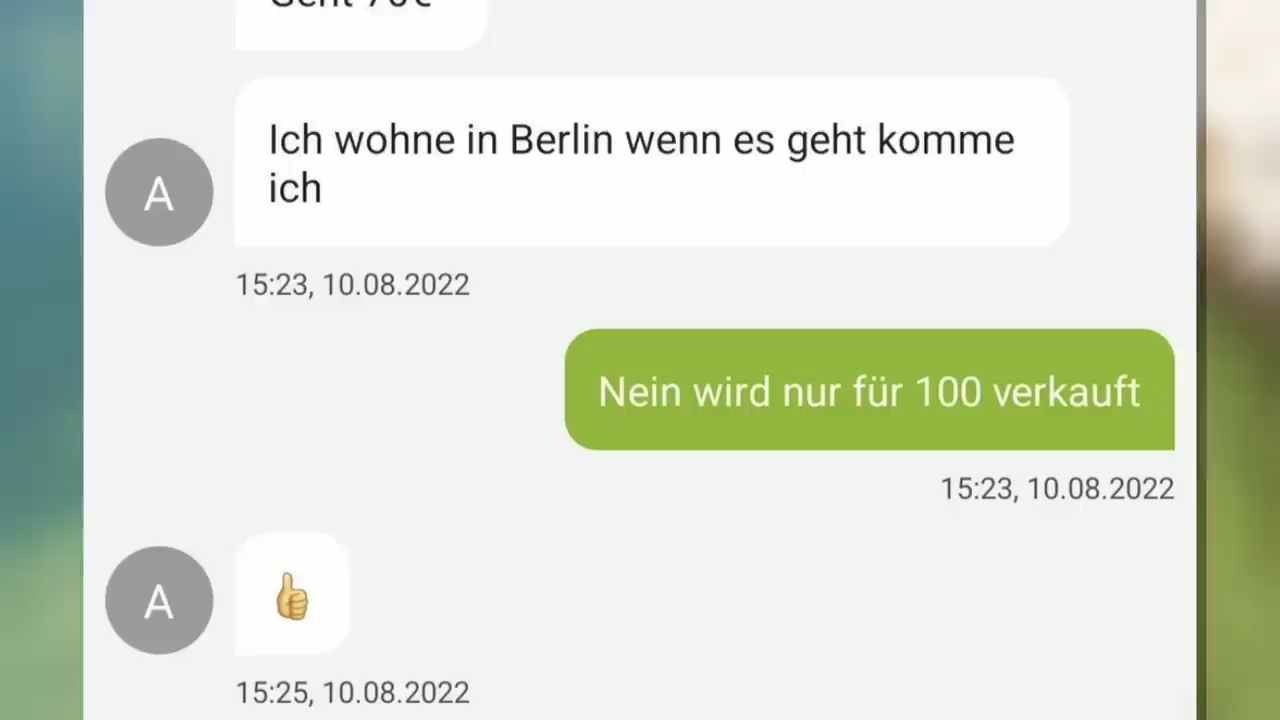 Ich wohne in Berlin wenn es geht komme
ich
A
15:23, 10.08.2022
Nein wird nur für 100 verkauft
15:23, 10.08.2022
👍
A
15:25, 10.08.2022